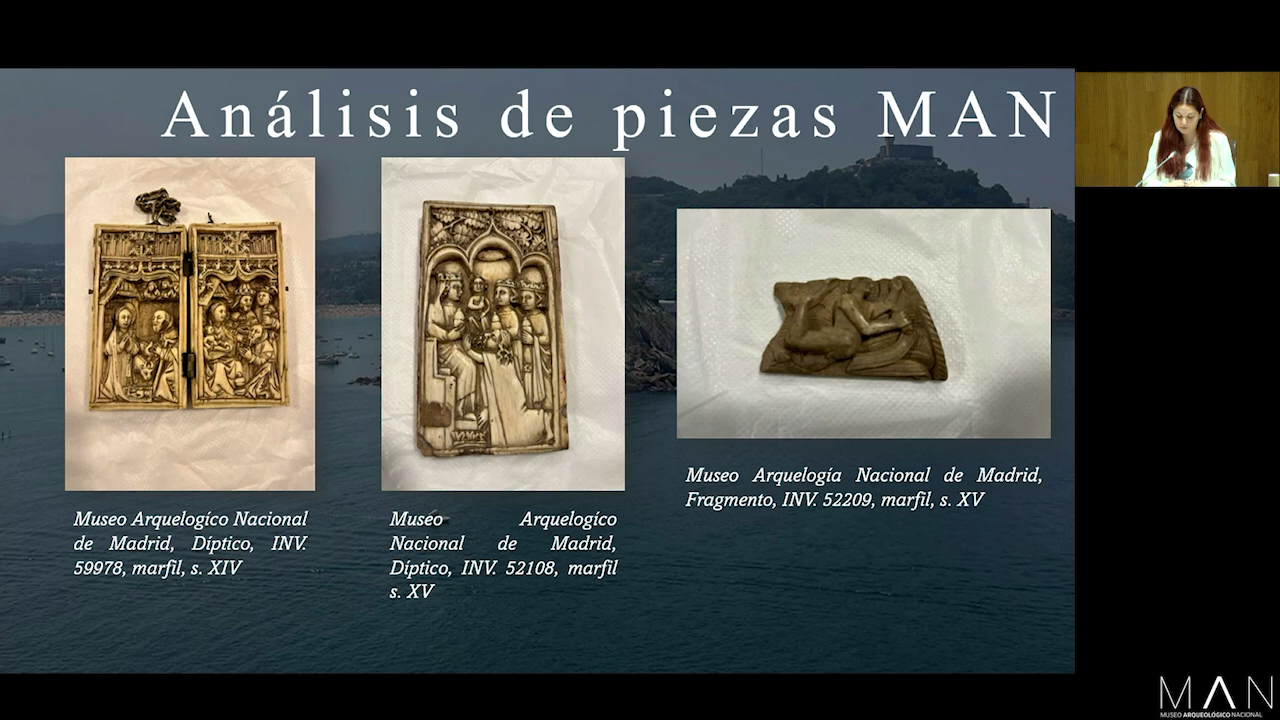 Análisis de piezas MAN
Museo Arquelogíco Nacional
de Madrid, Díptico, INV.
59978, marfil, s. XIV
Museo Arquelogíco
Nacional de Madrid,
Díptico, INV. 52108, marfil
s. XV
Museo Arquelogía Nacional de Madrid,
Fragmento, INV. 52209, marfil, s. XV
MAN
MUSEO ARQUEOLÓGICO NACIONAL